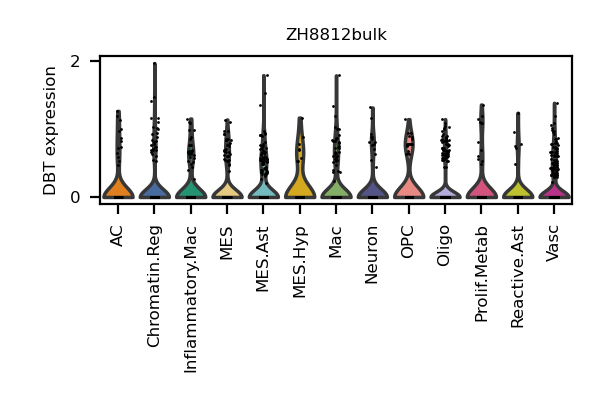 ZH8812bulk
DBT expression
2
0
AC
Chromatin.Reg
Inflammatory.Mac
MES
MES.Ast
MES.Hyp
Mac
Neuron
OPC
Oligo
Prolif.Metab
Reactive.Ast
Vasc